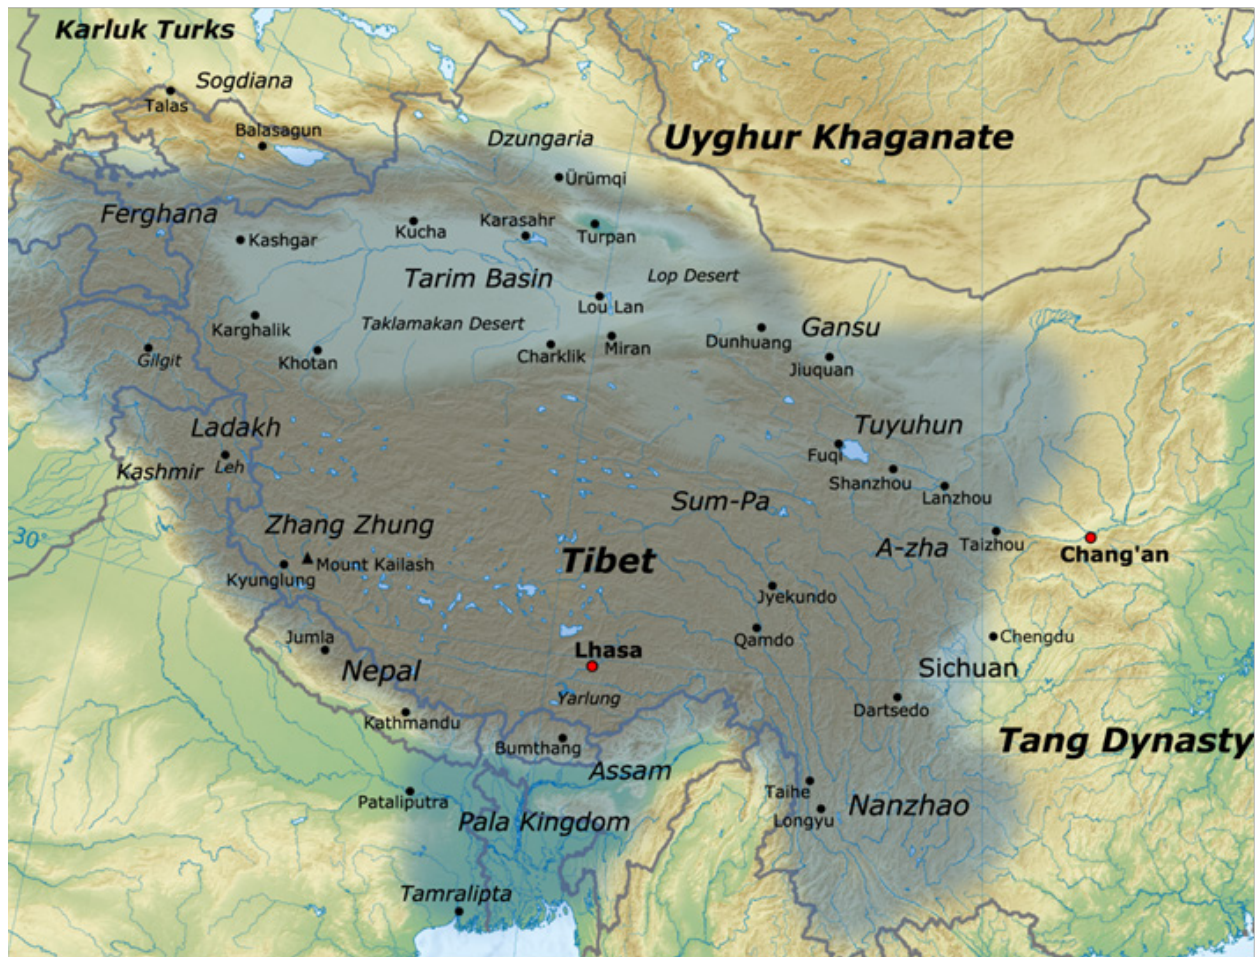 Karluk Turks
Sogdiana
Talas
Balasagun
Dzungaria
Uyghur Khaganate
Ürümqi
Ferghana
Kashgar
Kucha
Karasahr
Turpan
Tarim Basin
Lop Desert
Lou Lan
Karghalik
Taklamakan Desert
Gansu
Khotan
Charklik
Miran
Dunhuang
Jiuquan
Gilgit
Ladakh
Tuyuhun
Kashmir
Leh
Fuqi
Shanzhou
Lanzhou
Sum-Pa
Zhang Zhung
30°
Tibet
A-zha
Taizhou
Chang'an
Mount Kailash
Kyunglung
Jyekundo
Qamdo
Jumla
Chengdu
Lhasa
Nepal
Sichuan
Yarlung
Dartsedo
Kathmandu
Bumthang
Tang Dynasty
Assam
Pataliputra
Taihe
Nanzhao
Pala Kingdom
Longyu
Tamralipta